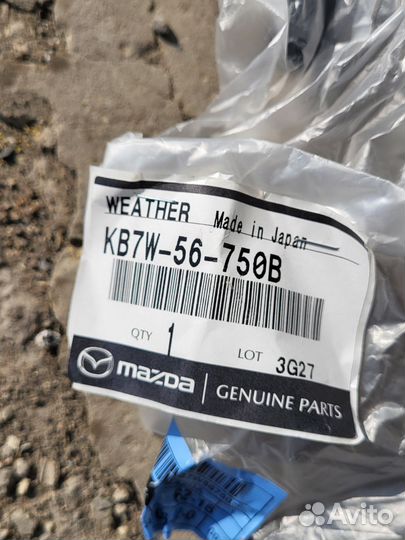 WEATHER Made in Japan
KB7W-56-750B
QTY 1 LOT 3G27
mazda GENUINE PARTS
Avito